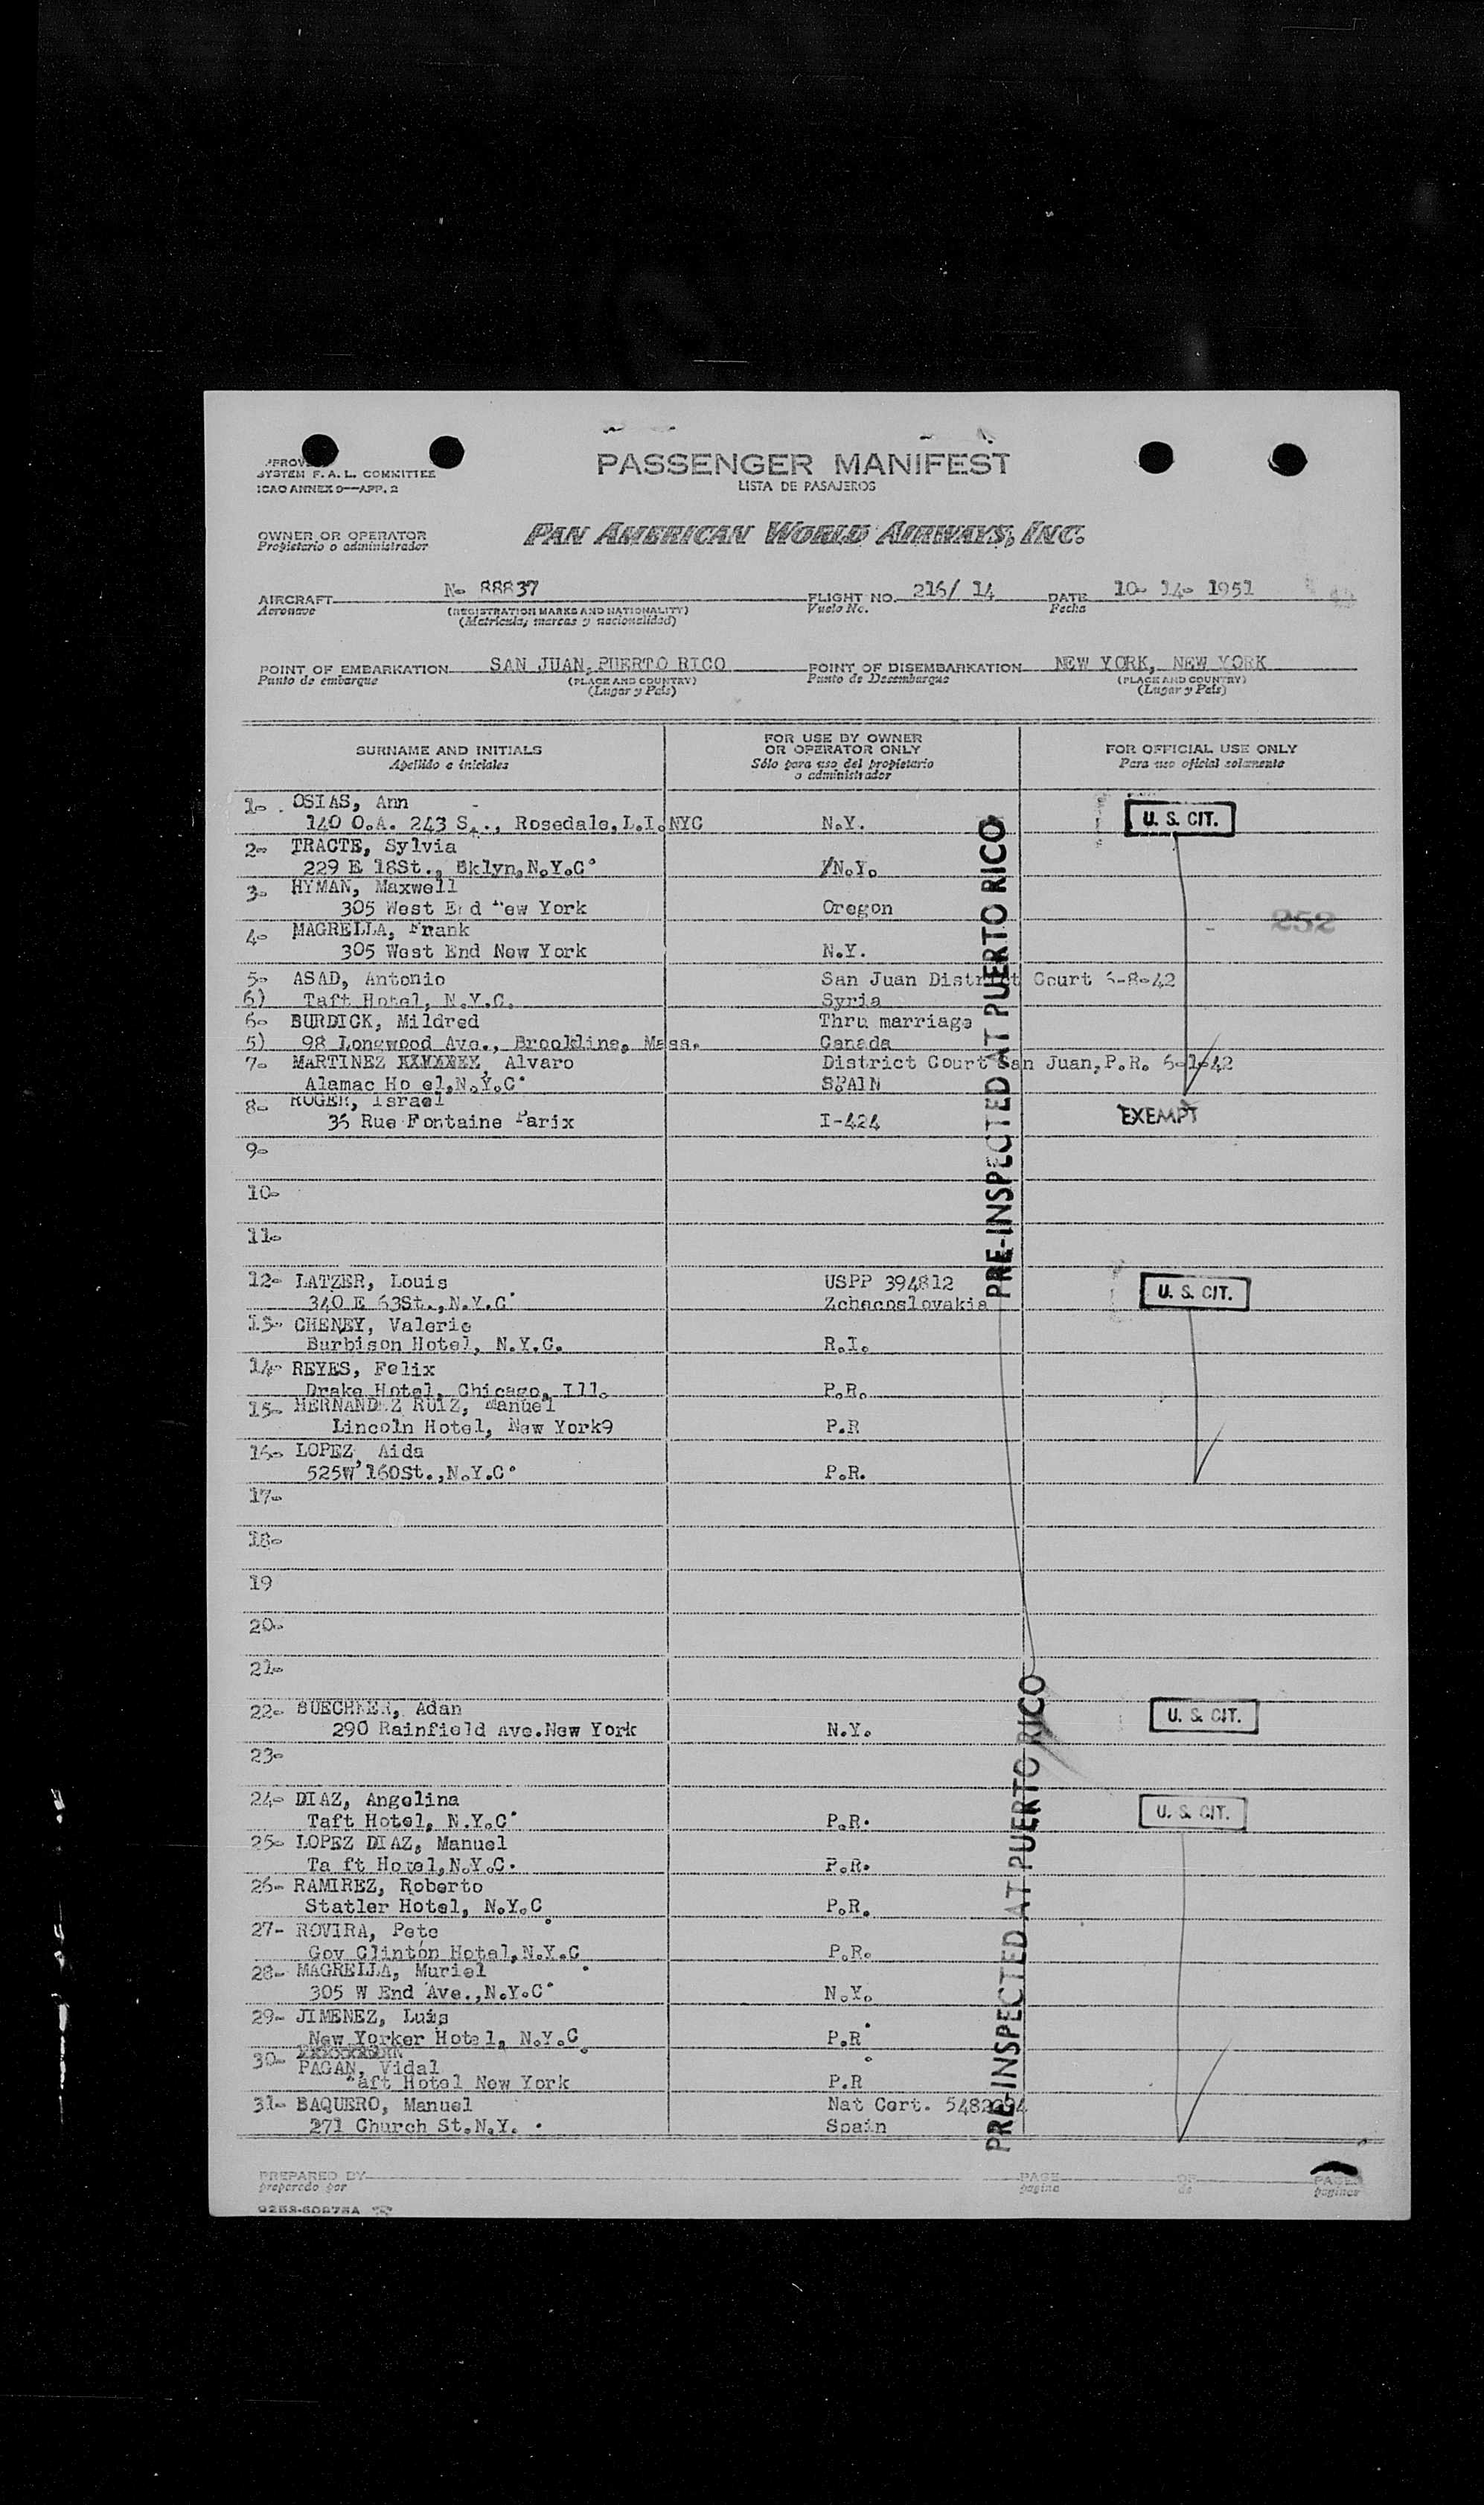 SYSTEM F. A. L. COMMITTEE
ICAO ANNEX 9—APP. 2
PASSENGER MANIFEST
LISTA DE PASAJEROS
OWNER OR OPERATOR
Propietario o administrador
PAN AMERICAN WORLD AIRWAYS, INC.
AIRCRAFT N- 88837 FLIGHT NO. 216/ 14 DATE 10- 14- 1951
Aeronave (REGISTRATION MARKS AND NATIONALITY) Vuelo No. Fecha
(Matricula, marcas y nacionalidad)
POINT OF EMBARKATION SAN JUAN, PUERTO RICO POINT OF DISEMBARKATION NEW YORK, NEW YORK
Punto de embarque (PLACE AND COUNTRY) Punto de Desembarque (PLACE AND COUNTRY)
(Lugar y País) (Lugar y País)
SURNAME AND INITIALS FOR USE BY OWNER OR OPERATOR ONLY FOR OFFICIAL USE ONLY
Apellido e iniciales Sólo para uso del propietario o administrador Para uso oficial solamente
1- OSIAS, Ann U. S. CIT.
140 O.A. 243 S_., Rosedale, L.I. NYC N.Y.
2- TRACTE, Sylvia
229 E 18St., Bklyn, N.Y.C. /N.Y.
3- HYMAN, Maxwell
305 West End New York Oregon
252
4- MAGRELLA, Frank
305 West End New York N.Y.
5- ASAD, Antonio San Juan District Court 6-8-42
6) Taft Hotel, N.Y.C. Syria
6- BURDICK, Mildred Thru marriage
5) 98 Longwood Ave., Brookline, Mass. Canada
7- MARTINEZ XXXXXXX, Alvaro District Court San Juan, P.R. 6-1-42
Alamac Ho el, N.Y.C. SPAIN
8- ROGER, Israel EXEMPT
36 Rue Fontaine Parix I-424
9-
10-
11-
PRE-INSPECTED AT PUERTO RICO
12- LATZER, Louis USPP 394812 U. S. CIT.
340 E 63St., N.Y.C. Zchecoslovakia
13- CHENEY, Valerie
Barbison Hotel, N.Y.C. R.I.
14- REYES, Felix
Drake Hotel, Chicago, Ill. P.R.
15- HERNANDEZ RUIZ, Manuel
Lincoln Hotel, New York9 P.R
16- LOPEZ, Aida
525W 160St., N.Y.C. P.R.
17-
18-
19
20-
21-
22- BUECHNER, Adan U. S. CIT.
290 Rainfield Ave. New York N.Y.
23-
24- DIAZ, Angelina U. S. CIT.
Taft Hotel, N.Y.C. P.R.
25- LOPEZ DIAZ, Manuel
Ta ft Hotel, N.Y.C. P.R.
26- RAMIREZ, Roberto
Statler Hotel, N.Y.C P.R.
27- ROVIRA, Pete
Gov Clinton Hotel, N.Y.C P.R.
28- MAGRELLA, Muriel
305 W End Ave., N.Y.C. N.Y.
29- JIMENEZ, Luis
New Yorker Hotel, N.Y.C. P.R.
30- PAGAN, Vidal
Taft Hotel New York P.R
31- BAQUERO, Manuel Nat Cert.
271 Church St. N.Y. Spain
PRE-INSPECTED AT PUERTO RICO
PREPARED BY PAGE OF PAGES
preparado por página de páginas